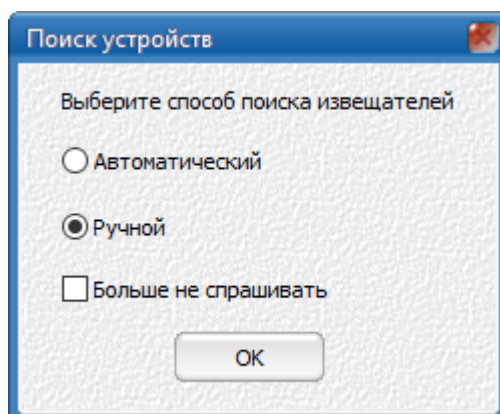 Поиск устройств
Выберите способ поиска извещателей
Автоматический
Ручной
Больше не спрашивать
OK